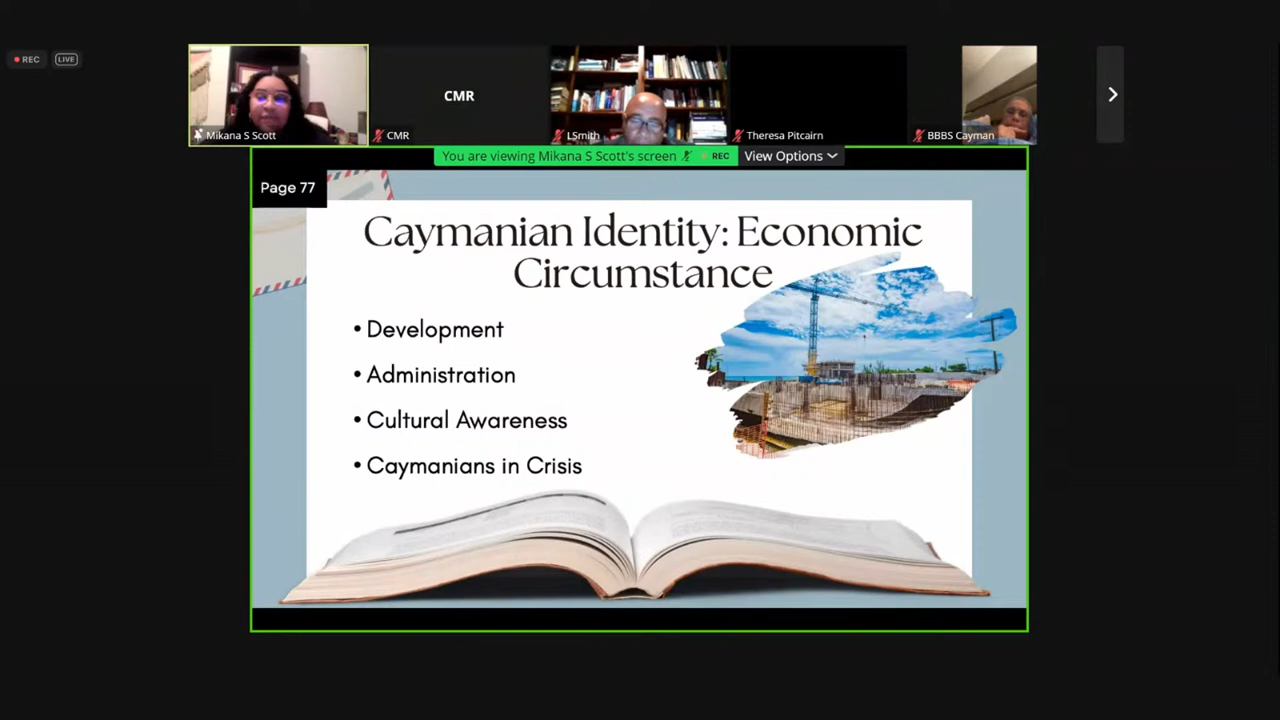 REC
LIVE
CMR
Mikana S Scott
CMR
LSmith
Theresa Pitcairn
BBBS Cayman
You are viewing Mikana S Scott's screen
REC
View Options
Page 77
Caymanian Identity: Economic
Circumstance
• Development
• Administration
• Cultural Awareness
• Caymanians in Crisis